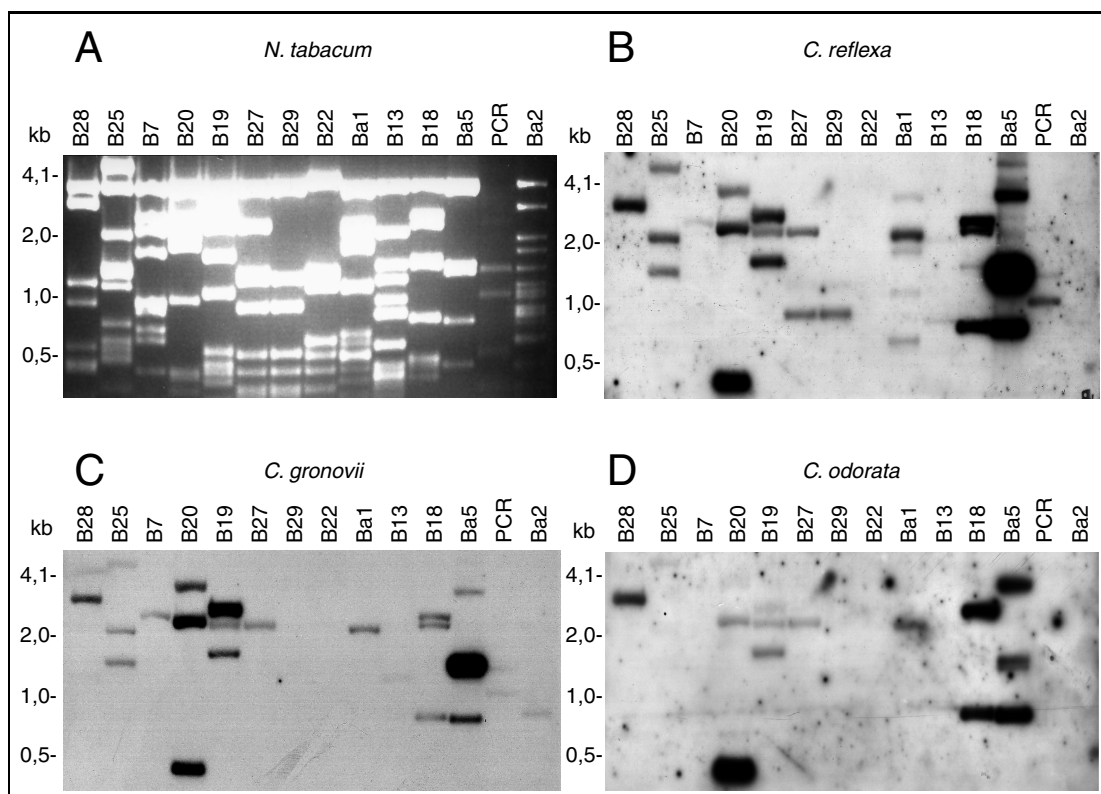 A
N. tabacum
kb B28 B25 B7 B20 B19 B27 B29 B22 Ba1 B13 B18 Ba5 PCR Ba2
4,1-
2,0-
1,0-
0,5-
B
C. reflexa
kb B28 B25 B7 B20 B19 B27 B29 B22 Ba1 B13 B18 Ba5 PCR Ba2
4,1-
2,0-
1,0-
0,5-
C
C. gronovii
kb B28 B25 B7 B20 B19 B27 B29 B22 Ba1 B13 B18 Ba5 PCR Ba2
4,1-
2,0-
1,0-
0,5-
D
C. odorata
kb B28 B25 B7 B20 B19 B27 B29 B22 Ba1 B13 B18 Ba5 PCR Ba2
4,1-
2,0-
1,0-
0,5-